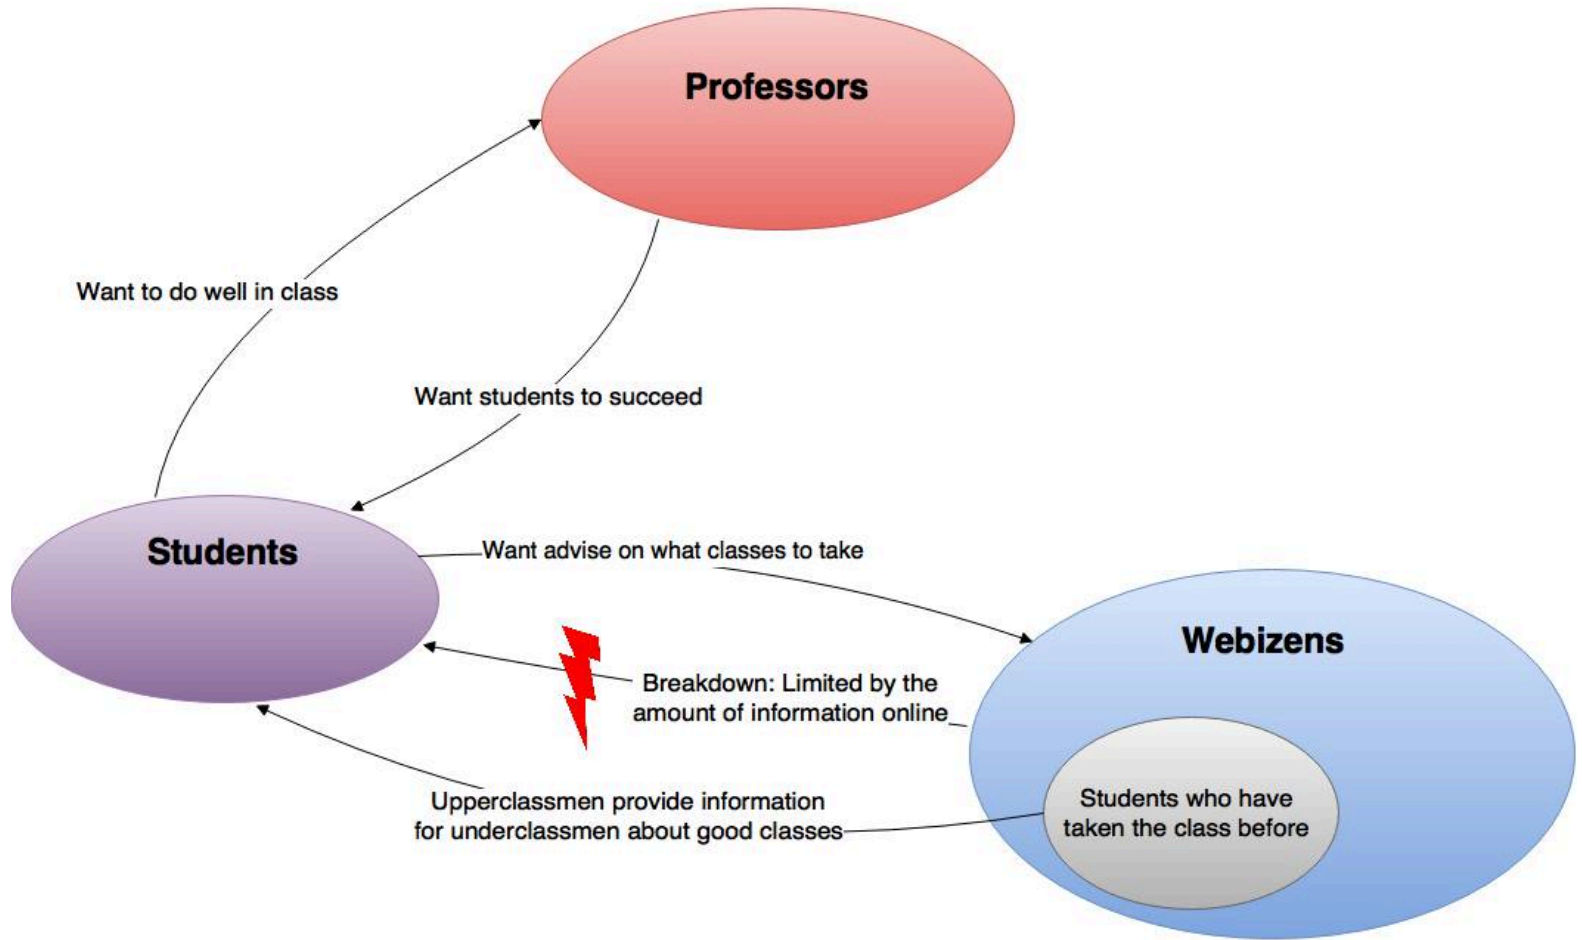 Professors
Want to do well in class
Want students to succeed
Students
Want advise on what classes to take
Webizens
Breakdown: Limited by the
amount of information online
Upperclassmen provide information
for underclassmen about good classes
Students who have
taken the class before